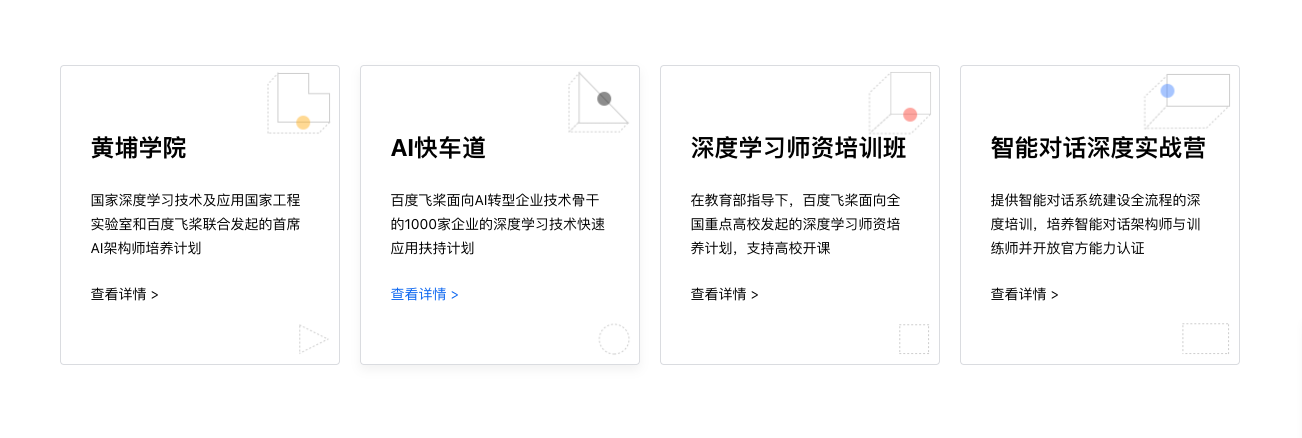 黄埔学院
国家深度学习技术及应用国家工程
实验室和百度飞桨联合发起的首席
AI架构师培养计划
查看详情 >
AI快车道
百度飞桨面向AI转型企业技术骨干
的1000家企业的深度学习技术快速
应用扶持计划
查看详情 >
深度学习师资培训班
在教育部指导下，百度飞桨面向全
国重点高校发起的深度学习师资培
养计划，支持高校开课
查看详情 >
智能对话深度实战营
提供智能对话系统建设全流程的深
度培训，培养智能对话架构师与训
练师并开放官方能力认证
查看详情 >